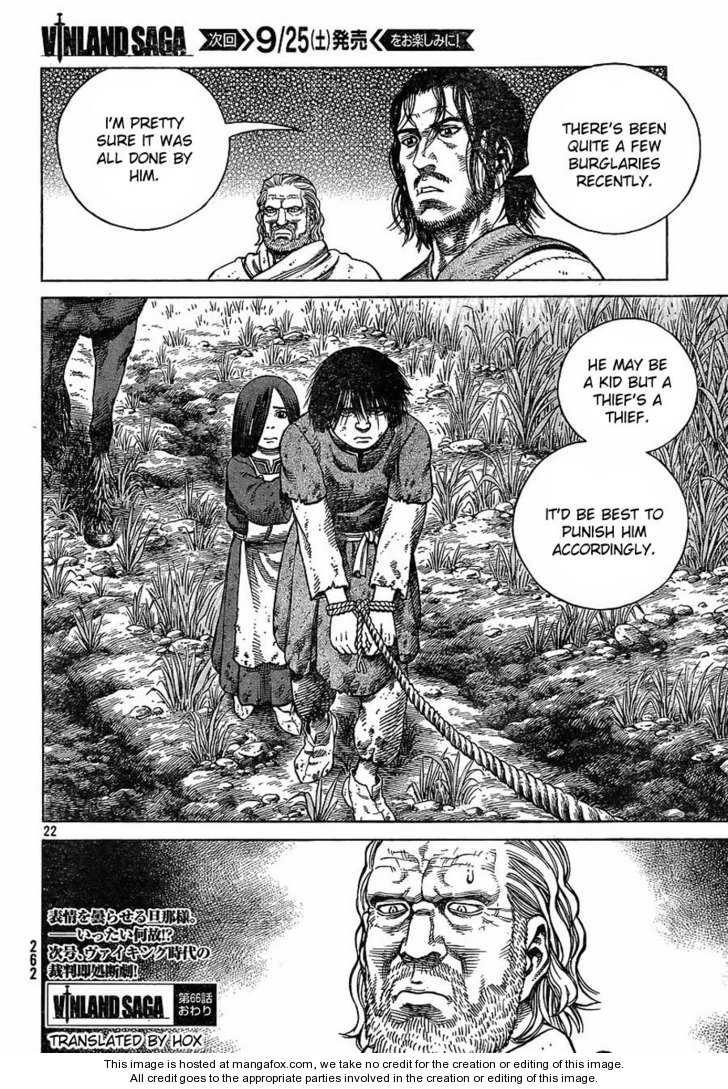 VINLAND SAGA 次回 9/25(土)発売 をお楽しみに!
THERE'S BEEN
QUITE A FEW
BURGLARIES
RECENTLY.
I'M PRETTY
SURE IT WAS
ALL DONE BY
HIM.
HE MAY BE
A KID BUT A
THIEF'S A
THIEF.
IT'D BE BEST TO
PUNISH HIM
ACCORDINGLY.
22
262
表情を曇らせる旦那様。
――いったい何故!?
次号、ヴァイキング時代の
裁判即処断劇!
VINLAND SAGA 第66話
おわり
TRANSLATED BY HOX
This image is hosted at mangafox.com, we take no credit for the creation or editing of this image.
All credit goes to the appropriate parties involved in the creation or editing of this image.